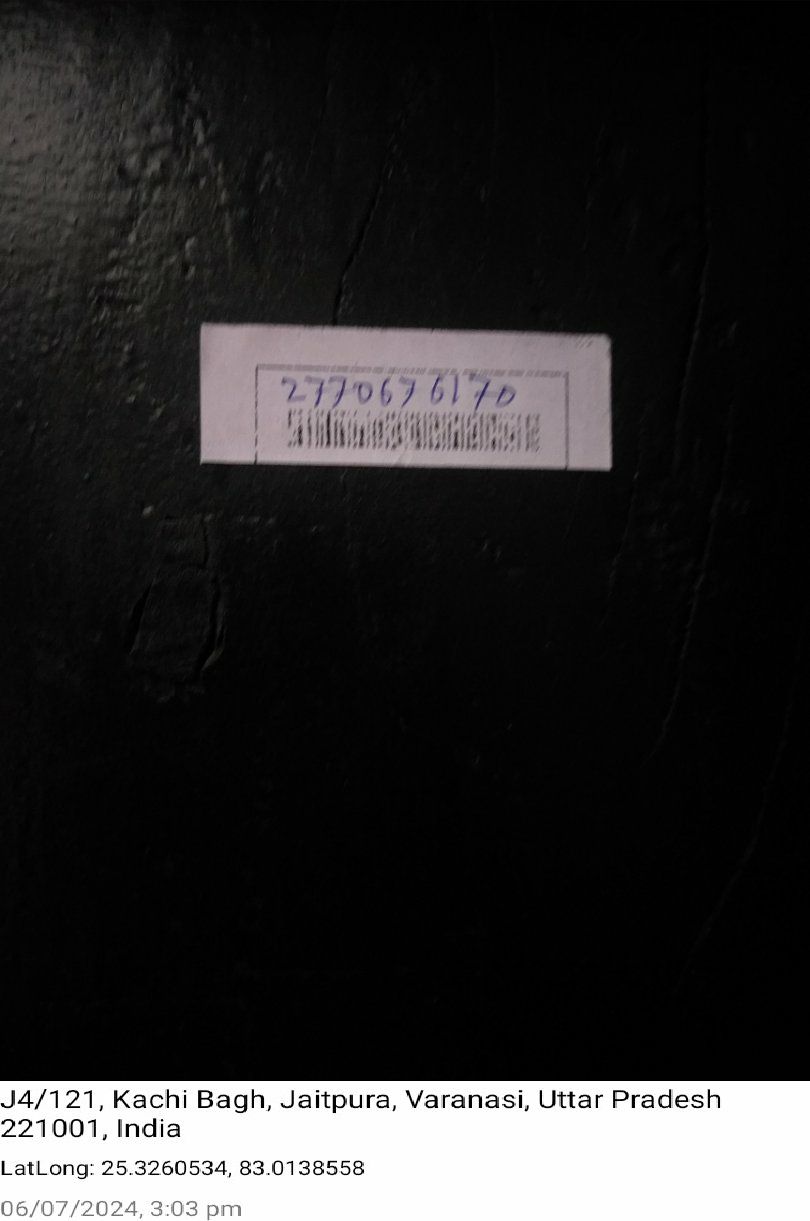 2770676170
J4/121, Kachi Bagh, Jaitpura, Varanasi, Uttar Pradesh
221001, India
LatLong: 25.3260534, 83.0138558
06/07/2024, 3:03 pm